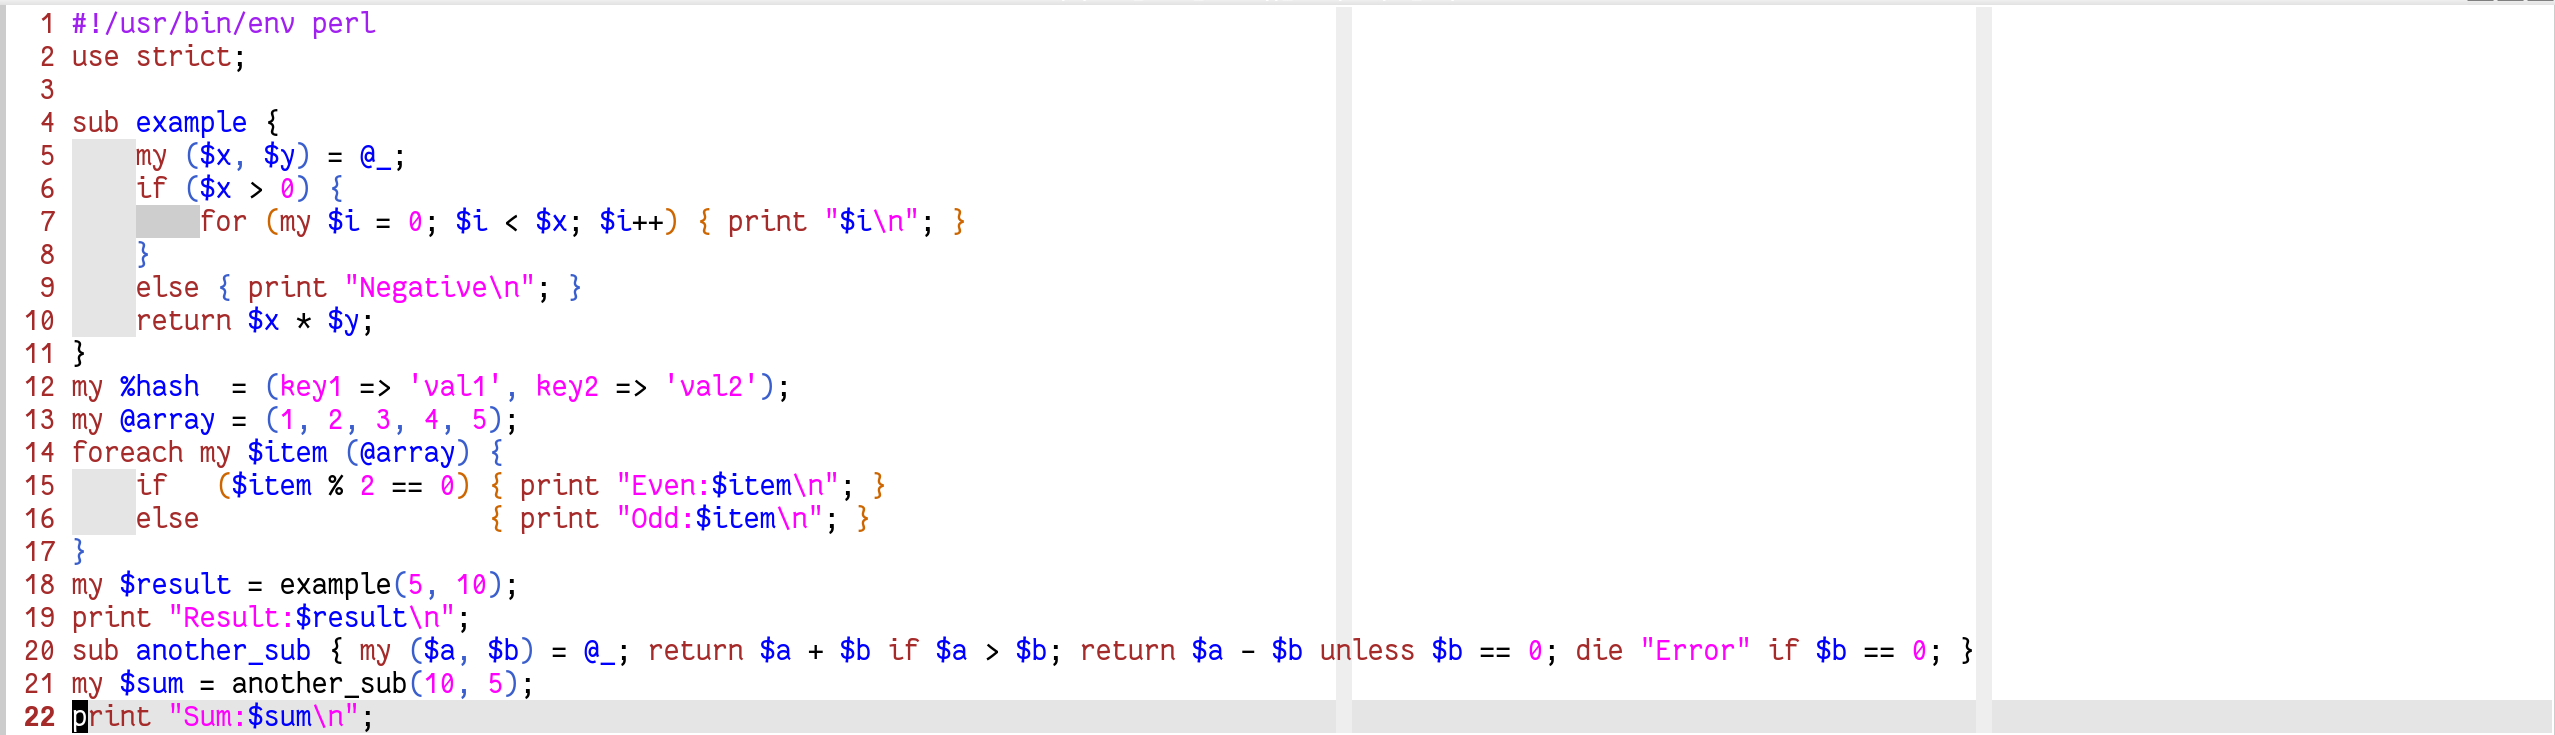 1 #!/usr/bin/env perl
2 use strict;
3
4 sub example {
5     my ($x, $y) = @_;
6     if ($x > 0) {
7         for (my $i = 0; $i < $x; $i++) { print "$i\n"; }
8     }
9     else { print "Negative\n"; }
10     return $x * $y;
11 }
12 my %hash  = (key1 => 'val1', key2 => 'val2');
13 my @array = (1, 2, 3, 4, 5);
14 foreach my $item (@array) {
15     if   ($item % 2 == 0) { print "Even:$item\n"; }
16     else                  { print "Odd:$item\n"; }
17 }
18 my $result = example(5, 10);
19 print "Result:$result\n";
20 sub another_sub { my ($a, $b) = @_; return $a + $b if $a > $b; return $a - $b unless $b == 0; die "Error" if $b == 0; }
21 my $sum = another_sub(10, 5);
22 print "Sum:$sum\n";